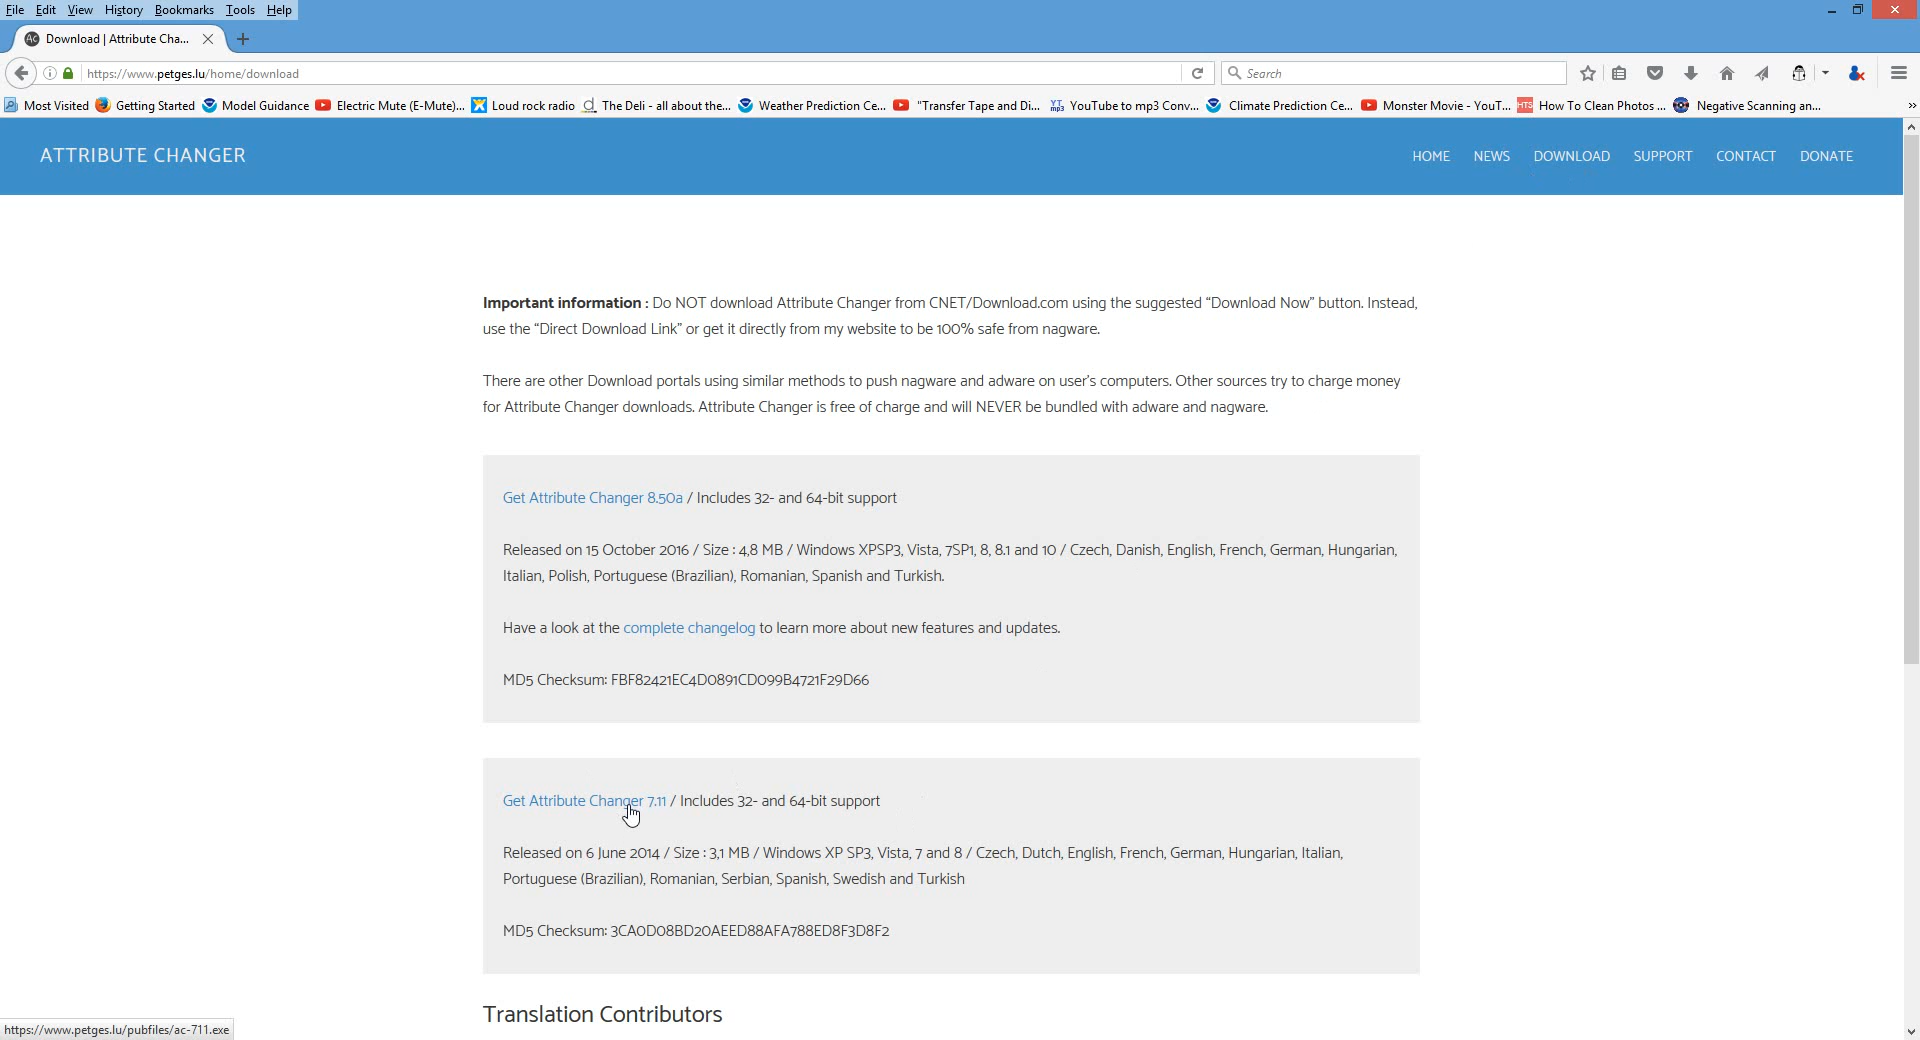 File Edit View History Bookmarks Tools Help
Ac Download | Attribute Cha...
https://www.petges.lu/home/download
Search
Most Visited Getting Started Model Guidance Electric Mute (E-Mute)... Loud rock radio The Deli - all about the... Weather Prediction Ce... "Transfer Tape and Di... YouTube to mp3 Conv... Climate Prediction Ce... Monster Movie - YouT... HTS How To Clean Photos ... Negative Scanning an... »
ATTRIBUTE CHANGER
HOME NEWS DOWNLOAD SUPPORT CONTACT DONATE
Important information : Do NOT download Attribute Changer from CNET/Download.com using the suggested “Download Now” button. Instead,
use the “Direct Download Link” or get it directly from my website to be 100% safe from nagware.
There are other Download portals using similar methods to push nagware and adware on user's computers. Other sources try to charge money
for Attribute Changer downloads. Attribute Changer is free of charge and will NEVER be bundled with adware and nagware.
Get Attribute Changer 8.50a / Includes 32- and 64-bit support
Released on 15 October 2016 / Size : 4,8 MB / Windows XPSP3, Vista, 7SP1, 8, 8.1 and 10 / Czech, Danish, English, French, German, Hungarian,
Italian, Polish, Portuguese (Brazilian), Romanian, Spanish and Turkish.
Have a look at the complete changelog to learn more about new features and updates.
MD5 Checksum: FBF82421EC4D0891CD099B4721F29D66
Get Attribute Changer 7.11 / Includes 32- and 64-bit support
Released on 6 June 2014 / Size : 3,1 MB / Windows XP SP3, Vista, 7 and 8 / Czech, Dutch, English, French, German, Hungarian, Italian,
Portuguese (Brazilian), Romanian, Serbian, Spanish, Swedish and Turkish
MD5 Checksum: 3CA0D08BD20AEED88AFA788ED8F3D8F2
Translation Contributors
https://www.petges.lu/pubfiles/ac-711.exe